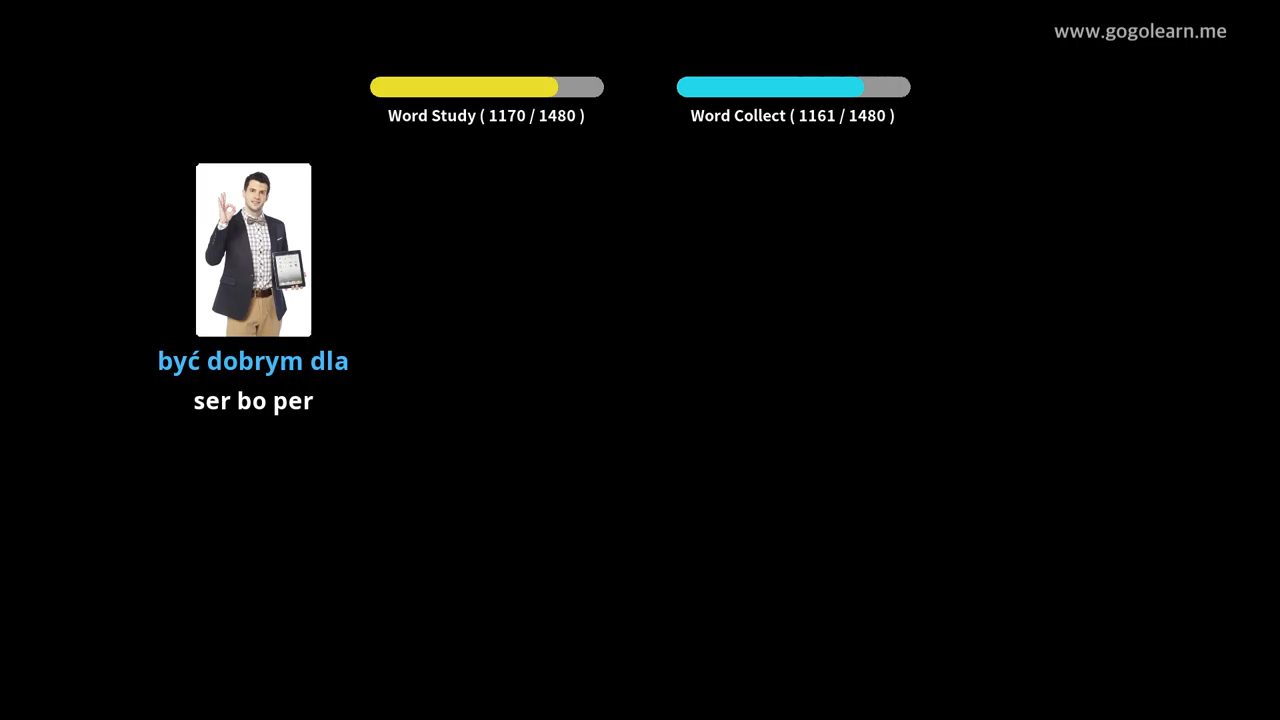 www.gogolearn.me
Word Study ( 1170 / 1480 )
Word Collect ( 1161 / 1480 )
być dobrym dla
ser bo per